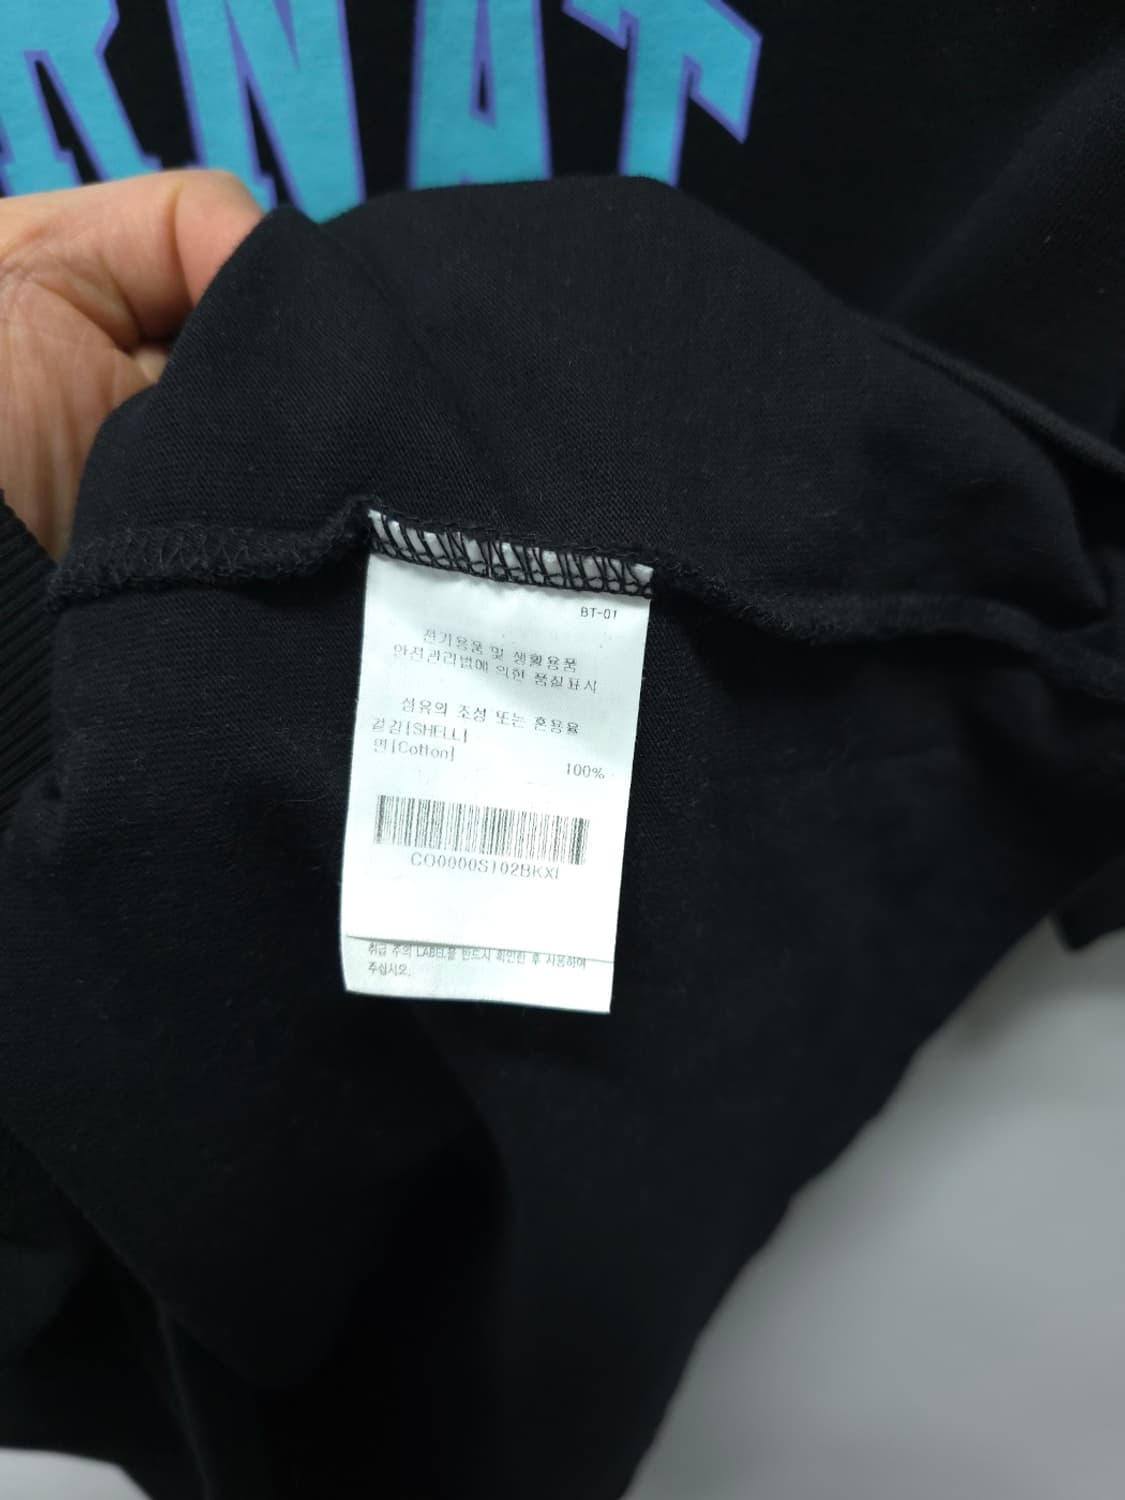 RNAT
BT-01
전기용품 및 생활용품
안전관리법에 의한 품질표시
섬유의 조성 또는 혼용율
겉감[SHELL]
면[Cotton]
100%
CO0000ST02BKXL
취급 주의 LABEL을 반드시 확인한 후 사용하여
주십시오.